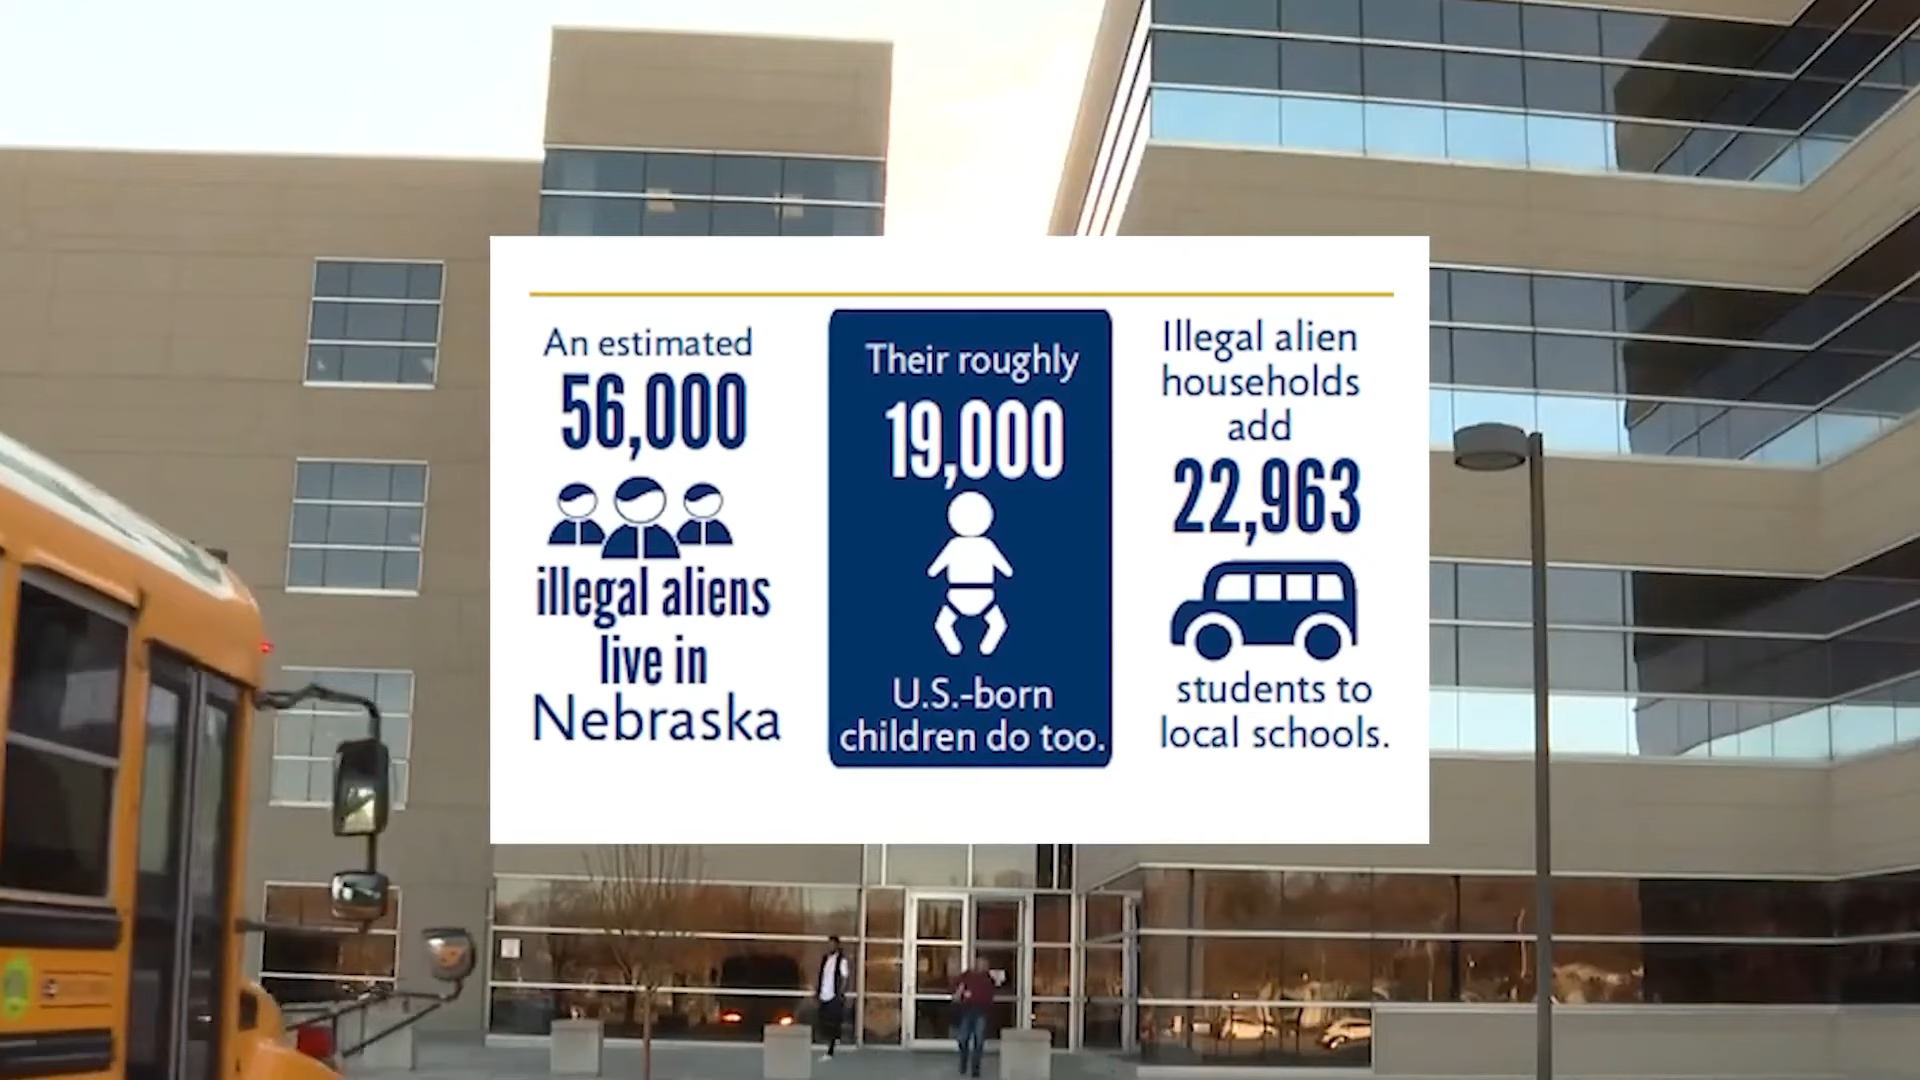 An estimated
56,000
illegal aliens
live in
Nebraska
Their roughly
19,000
U.S.-born
children do too.
Illegal alien
households
add
22,963
students to
local schools.